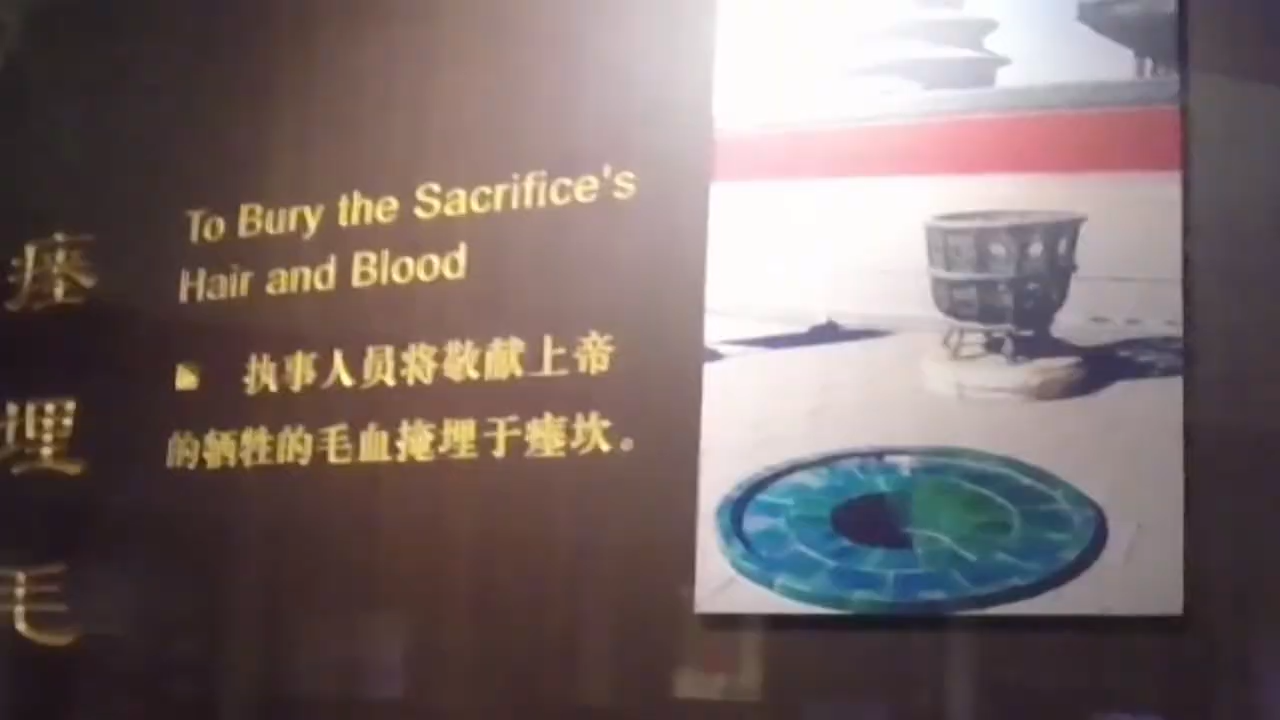 瘗
埋
毛
To Bury the Sacrifice's
Hair and Blood
执事人员将敬献上帝
的牺牲的毛血掩埋于瘗坎。